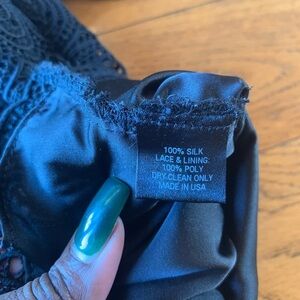 100% SILK
LACE & LINING:
100% POLY
DRY CLEAN ONLY
MADE IN USA